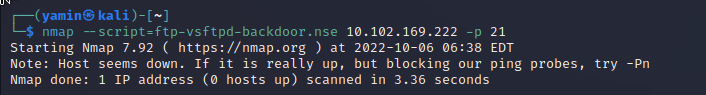 (yamin㉿kali)-[~]
$ nmap --script=ftp-vsftpd-backdoor.nse 10.102.169.222 -p 21
Starting Nmap 7.92 ( https://nmap.org ) at 2022-10-06 06:38 EDT
Note: Host seems down. If it is really up, but blocking our ping probes, try -Pn
Nmap done: 1 IP address (0 hosts up) scanned in 3.36 seconds